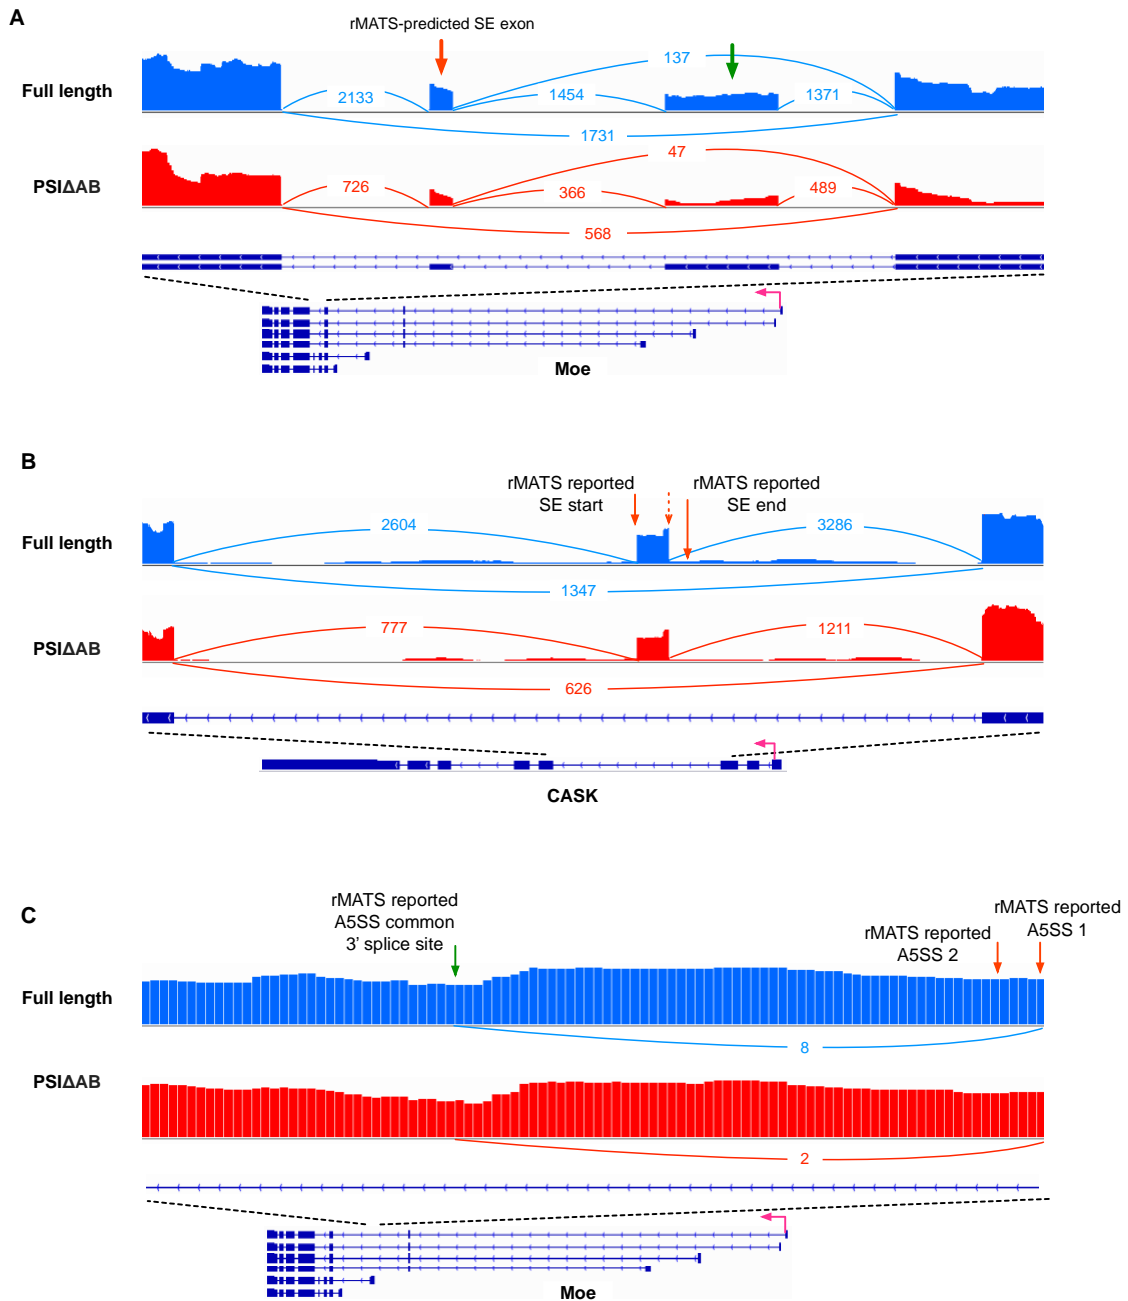 A
rMATS-predicted SE exon
137
Full length
2133
1454
1371
1731
47
PSIΔAB
726
366
489
568
Moe
B
rMATS reported
SE start
rMATS reported
SE end
2604
3286
Full length
1347
777
1211
PSIΔAB
626
CASK
C
rMATS reported
A5SS common
3' splice site
rMATS reported
A5SS 2
rMATS reported
A5SS 1
Full length
8
PSIΔAB
2
Moe